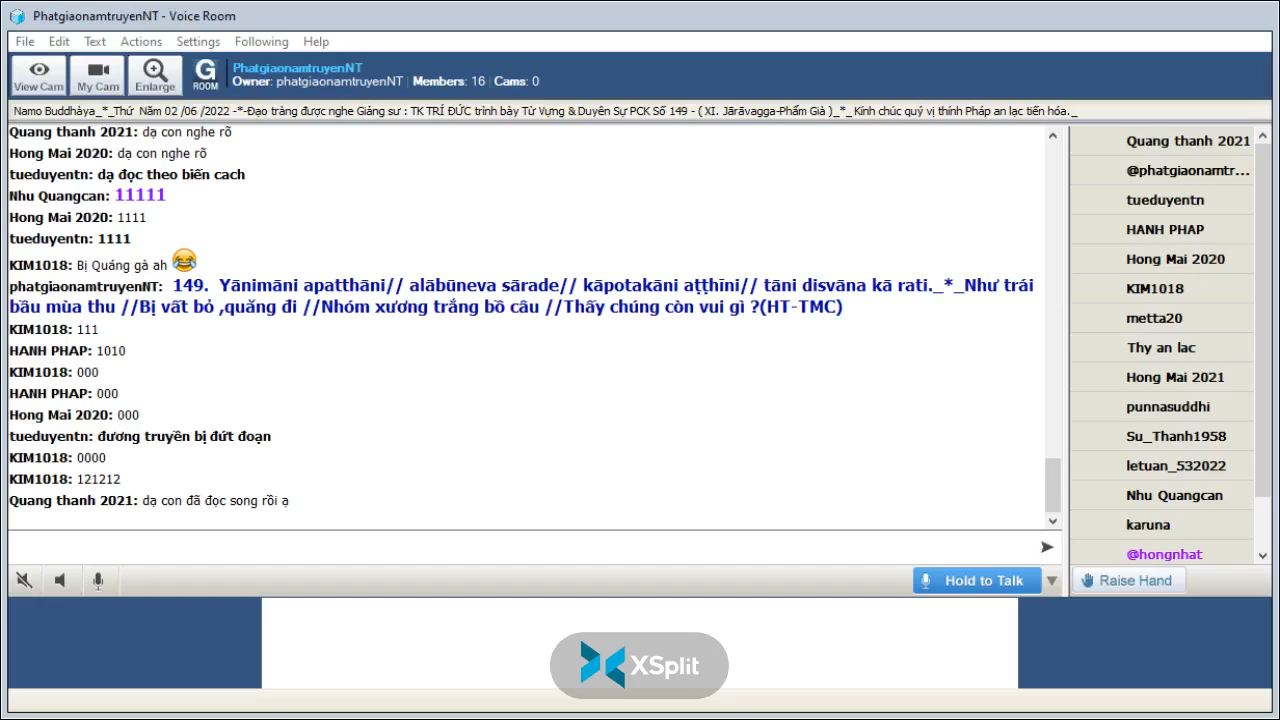 PhatgiaonamtruyenNT - Voice Room
File Edit Text Actions Settings Following Help
View Cam My Cam Enlarge G ROOM
PhatgiaonamtruyenNT
Owner: phatgiaonamtruyenNT | Members: 16 | Cams: 0
Namo Buddhàya_*_Thứ Năm 02 /06 /2022 -*-Đạo tràng được nghe Giảng sư : TK TRÍ ĐỨC trình bày Từ Vựng & Duyên Sự PCK Số 149 - ( XI. Jārāvagga-Phẩm Già )_*_ Kính chúc quý vị thính Pháp an lạc tiến hóa._
Quang thanh 2021: dạ con nghe rõ
Hong Mai 2020: dạ con nghe rõ
tueduyentn: dạ đọc theo biến cach
Nhu Quangcan: 11111
Hong Mai 2020: 1111
tueduyentn: 1111
KIM1018: Bị Quáng gà ah 😂
phatgiaonamtruyenNT: 149. Yānimāni apatthāni// alābūneva sārade// kāpotakāni aṭṭhīni// tāni disvāna kā rati._*_Như trái
bầu mùa thu //Bị vất bỏ ,quăng đi //Nhóm xương trắng bồ câu //Thấy chúng còn vui gì ?(HT-TMC)
KIM1018: 111
HANH PHAP: 1010
KIM1018: 000
HANH PHAP: 000
Hong Mai 2020: 000
tueduyentn: đương truyền bị đứt đoạn
KIM1018: 0000
KIM1018: 121212
Quang thanh 2021: dạ con đã đọc song rồi ạ
Quang thanh 2021
@phatgiaonamtr...
tueduyentn
HANH PHAP
Hong Mai 2020
KIM1018
metta20
Thy an lac
Hong Mai 2021
punnasuddhi
Su_Thanh1958
letuan_532022
Nhu Quangcan
karuna
@hongnhat
Hold to Talk
Raise Hand
XSplit